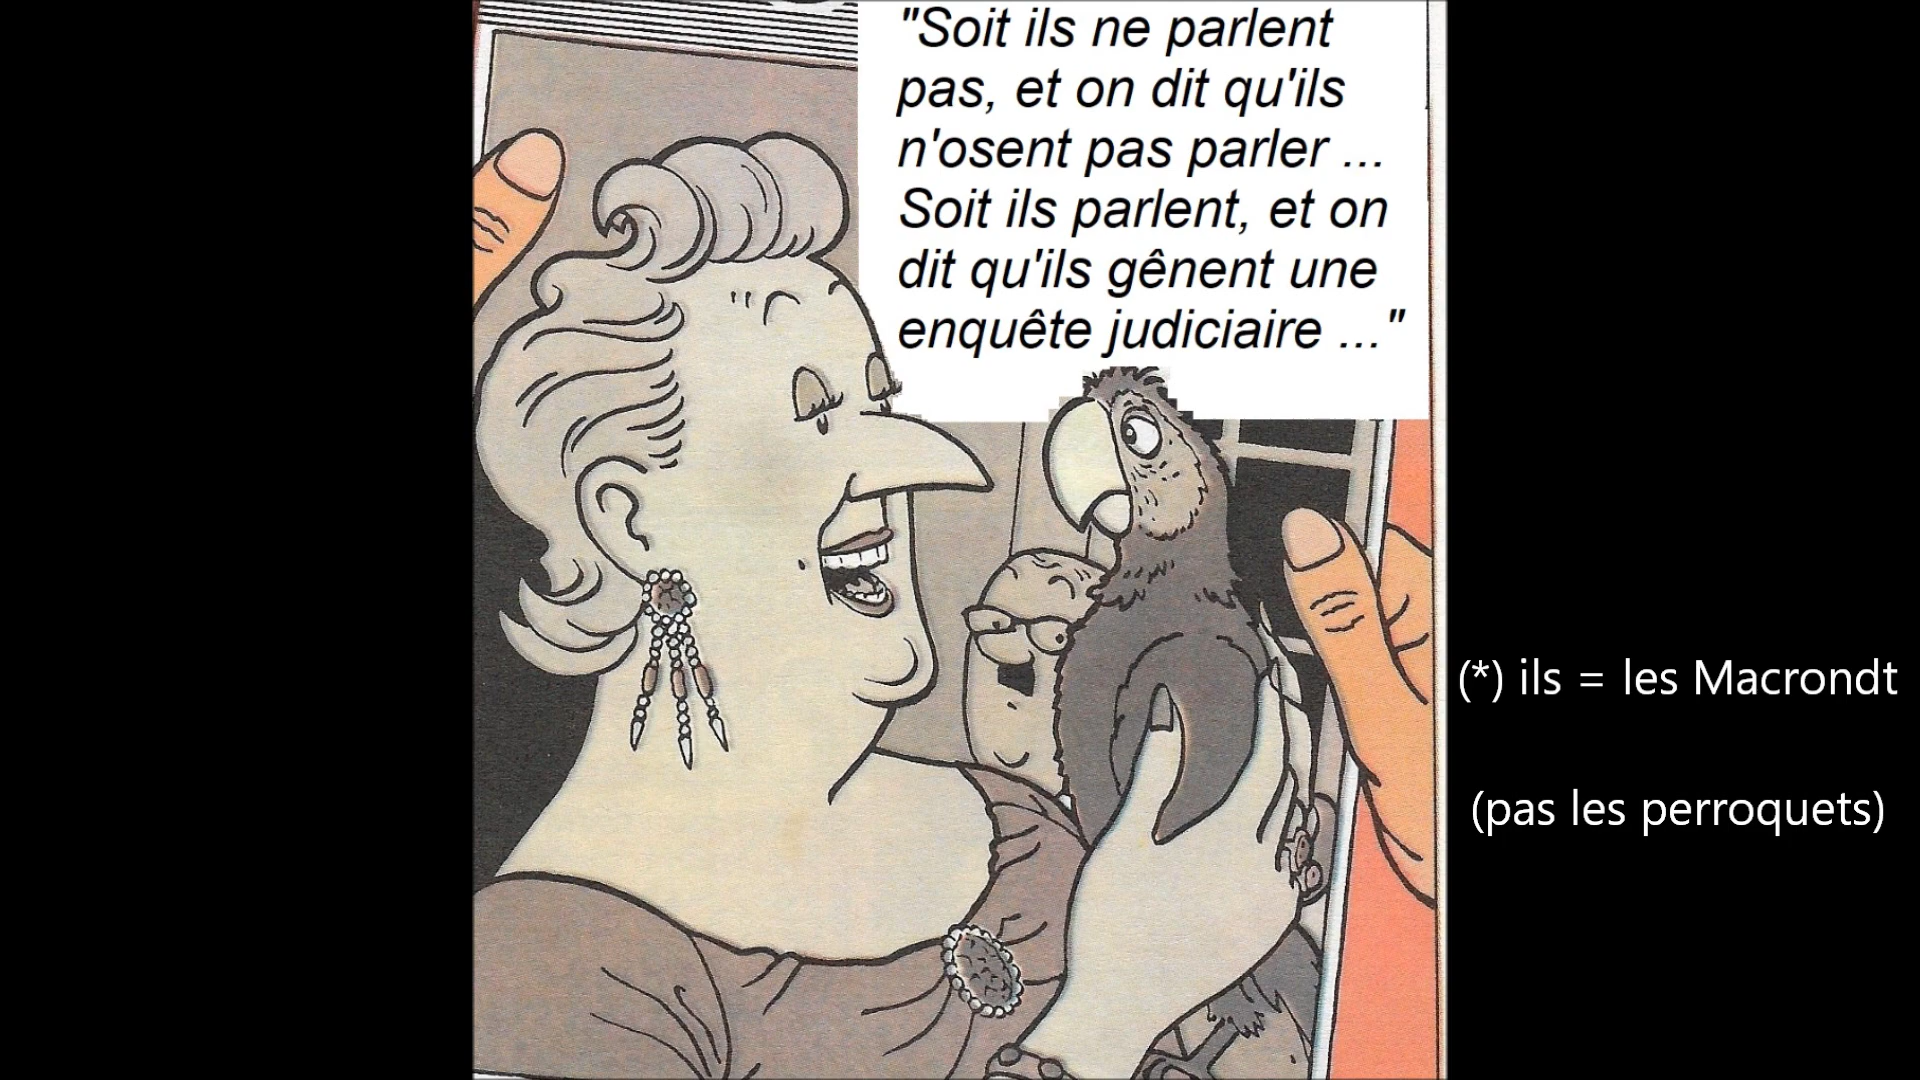 "Soit ils ne parlent
pas, et on dit qu'ils
n'osent pas parler ...
Soit ils parlent, et on
dit qu'ils gênent une
enquête judiciaire ..."
(*) ils = les Macrondt
(pas les perroquets)